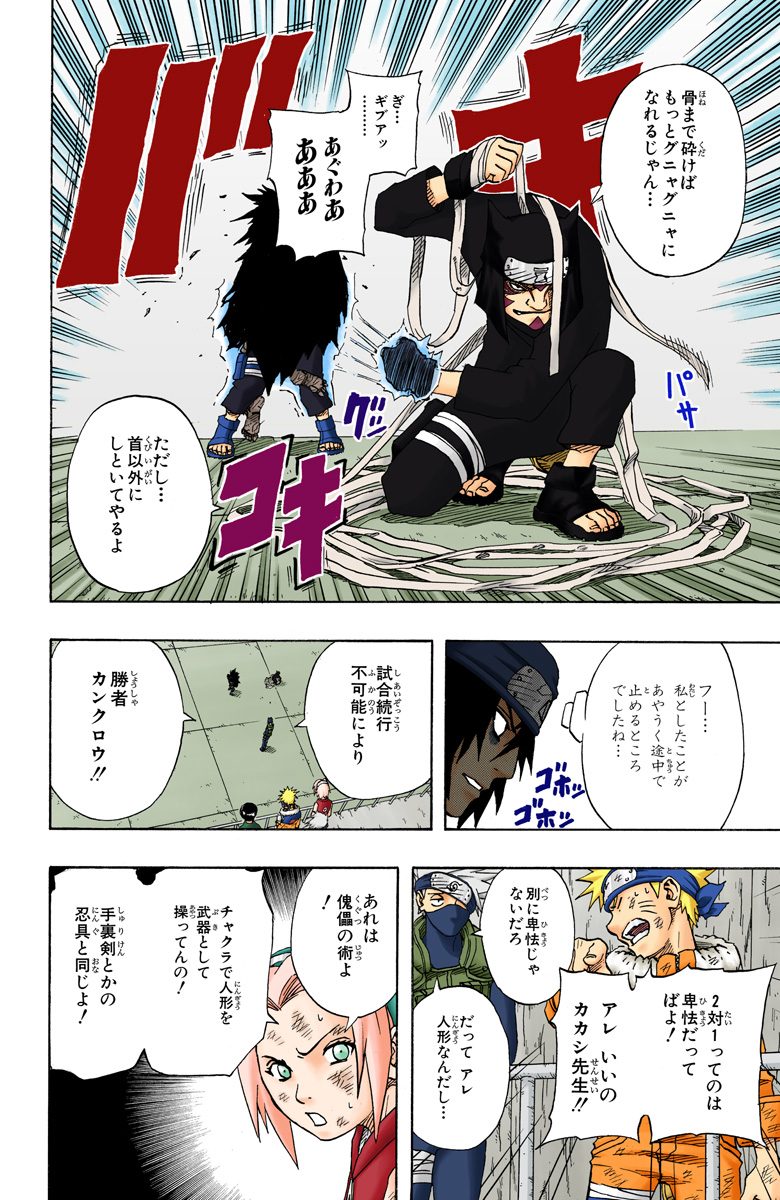 骨まで砕けば
もっとグニャグニャに
なれるじゃん…
ぎ…
ギブアッ
あぐわあ
あああ
バキ
パサ
グッ
コキ
ただし…
首以外に
しといてやるよ
フー…
私としたことが
あやうく途中で
止めるところ
でしたね…
ゴホッ
ゴホッ
試合続行
不可能により
勝者
カンクロウ!!
2対1ってのは
卑怯だって
ばよ!
アレ いいの
カカシ先生!!
別に卑怯じゃ
ないだろ
だって アレ
人形なんだし…
あれは
傀儡の術よ
チャクラで人形を
武器として
操ってんの!
手裏剣とかの
忍具と同じよ!